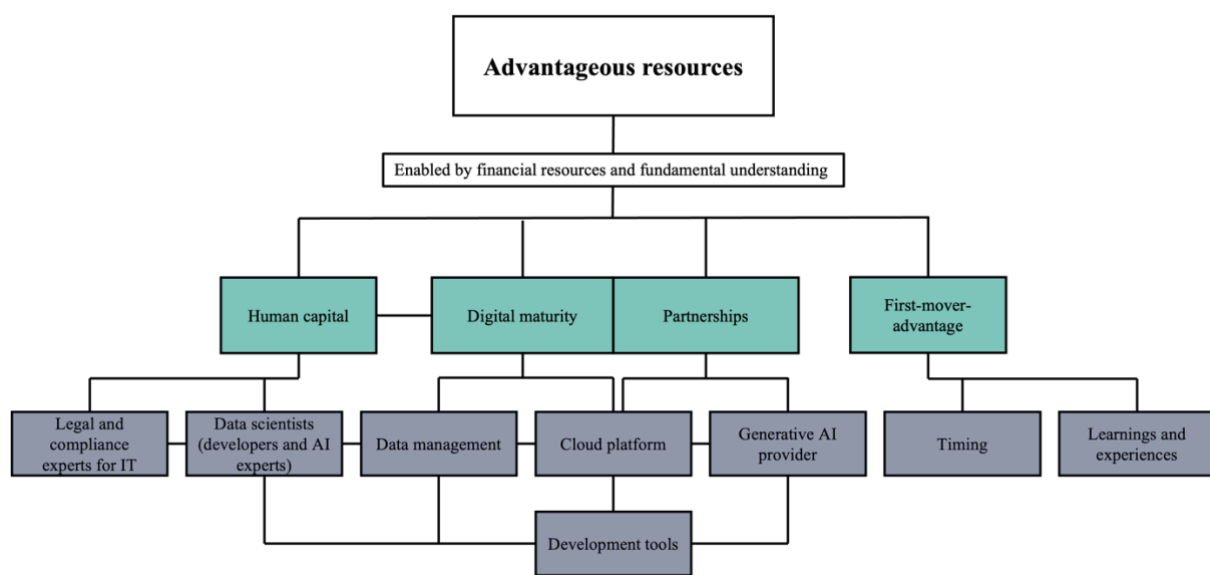 Advantageous resources
Enabled by financial resources and fundamental understanding
Human capital
Digital maturity
Partnerships
First-mover-
advantage
Legal and
compliance
experts for IT
Data scientists
(developers and AI
experts)
Data management
Cloud platform
Generative AI
provider
Timing
Learnings and
experiences
Development tools